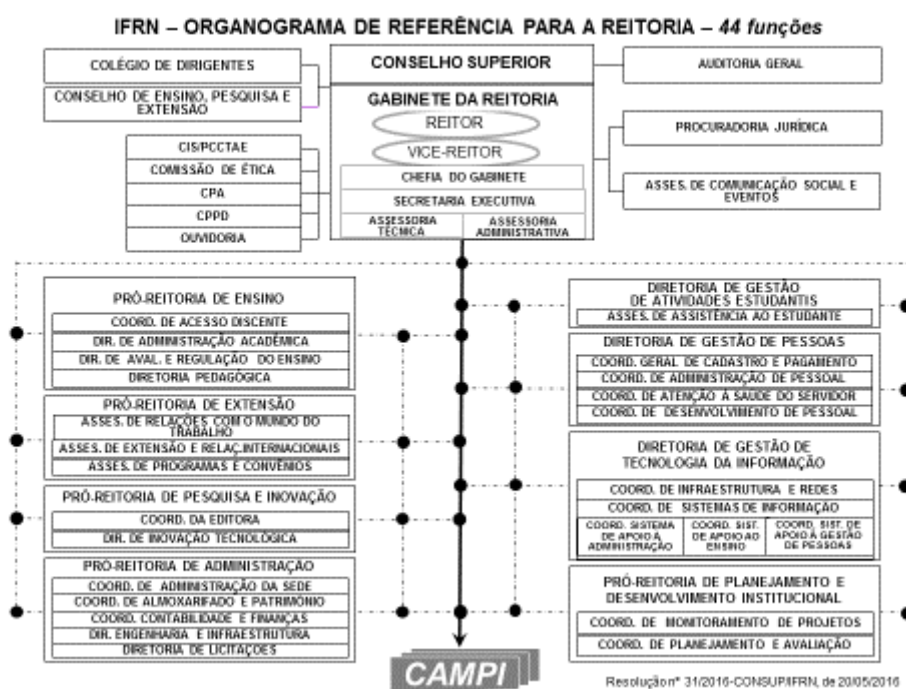 IFRN – ORGANOGRAMA DE REFERÊNCIA PARA A REITORIA – 44 funções
COLÉGIO DE DIRIGENTES
CONSELHO DE ENSINO, PESQUISA E
EXTENSÃO
CONSELHO SUPERIOR
AUDITORIA GERAL
GABINETE DA REITORIA
REITOR
VICE-REITOR
CHEFIA DO GABINETE
SECRETARIA EXECUTIVA
ASSESSORIA
TÉCNICA
ASSESSORIA
ADMINISTRATIVA
PROCURADORIA JURÍDICA
ASSES. DE COMUNICAÇÃO SOCIAL E
EVENTOS
CIS/PCCTAE
COMISSÃO DE ÉTICA
CPA
CPPD
OUVIDORIA
PRÓ-REITORIA DE ENSINO
COORD. DE ACESSO DISCENTE
DIR. DE ADMINISTRAÇÃO ACADÊMICA
DIR. DE AVAL. E REGULAÇÃO DO ENSINO
DIRETORIA PEDAGÓGICA
PRÓ-REITORIA DE EXTENSÃO
ASSES. DE RELAÇÕES COM O MUNDO DO
TRABALHO
ASSES. DE EXTENSÃO E RELAÇ.INTERNACIONAIS
ASSES. DE PROGRAMAS E CONVÊNIOS
PRÓ-REITORIA DE PESQUISA E INOVAÇÃO
COORD. DA EDITORA
DIR. DE INOVAÇÃO TECNOLÓGICA
PRÓ-REITORIA DE ADMINISTRAÇÃO
COORD. DE ADMINISTRAÇÃO DA SEDE
COORD. DE ALMOXARIFADO E PATRIMÔNIO
COORD. CONTABILIDADE E FINANÇAS
DIR. ENGENHARIA E INFRAESTRUTURA
DIRETORIA DE LICITAÇÕES
DIRETORIA DE GESTÃO
DE ATIVIDADES ESTUDANTIS
ASSES. DE ASSISTÊNCIA AO ESTUDANTE
DIRETORIA DE GESTÃO DE PESSOAS
COORD. GERAL DE CADASTRO E PAGAMENTO
COORD. DE ADMINISTRAÇÃO DE PESSOAL
COORD. DE ATENÇÃO À SAÚDE DO SERVIDOR
COORD. DE DESENVOLVIMENTO DE PESSOAL
DIRETORIA DE GESTÃO DE
TECNOLOGIA DA INFORMAÇÃO
COORD. DE INFRAESTRUTURA E REDES
COORD. DE SISTEMAS DE INFORMAÇÃO
COORD. SISTEMA
DE APOIO À
ADMINISTRAÇÃO
COORD. SIST.
DE APOIO AO
ENSINO
COORD. SIST. DE
APOIO À GESTÃO
DE PESSOAS
PRÓ-REITORIA DE PLANEJAMENTO E
DESENVOLVIMENTO INSTITUCIONAL
COORD. DE MONITORAMENTO DE PROJETOS
COORD. DE PLANEJAMENTO E AVALIAÇÃO
CAMPI
Resolução nº 31/2016-CONSUP/IFRN, de 20/05/2016